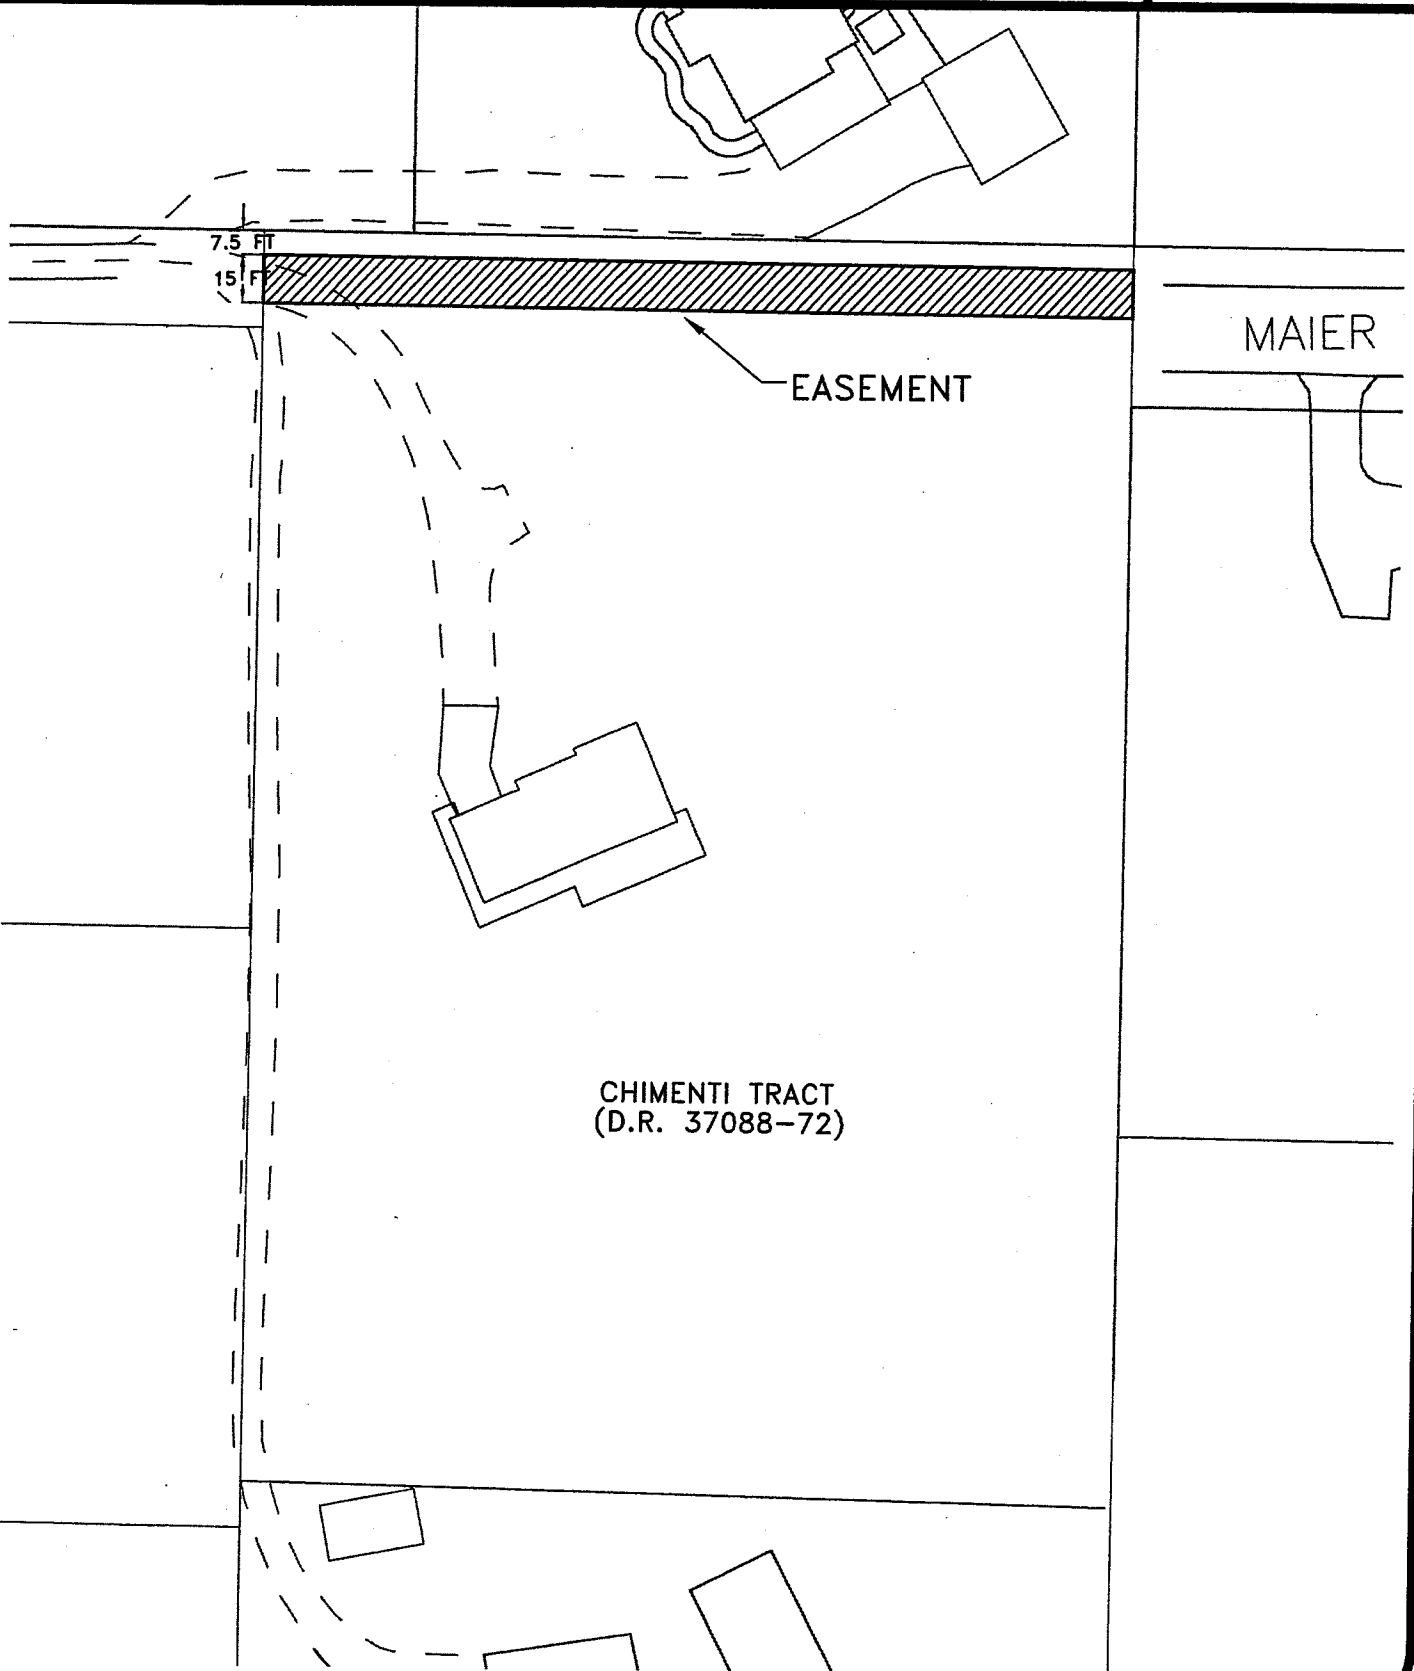 7.5 FT
15 FT
MAIER
EASEMENT
CHIMENTI TRACT
(D.R. 37088-72)